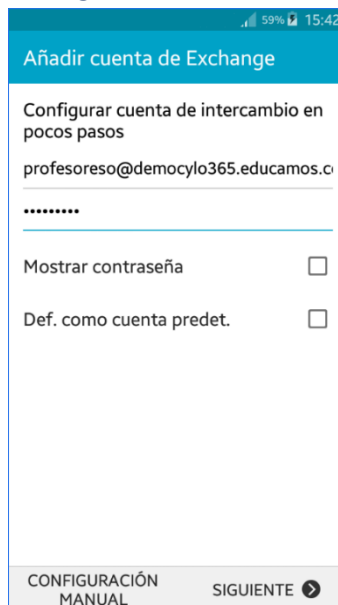 59% 15:42
Añadir cuenta de Exchange
Configurar cuenta de intercambio en
pocos pasos
profesoreso@democylo365.educamos.c
•••••••••
Mostrar contraseña
Def. como cuenta predet.
CONFIGURACIÓN
MANUAL
SIGUIENTE